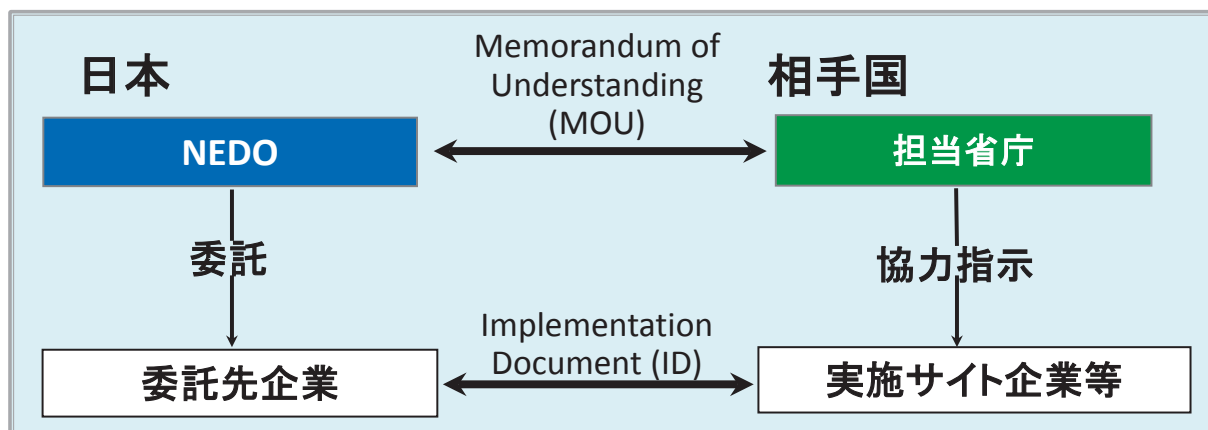 日本
Memorandum of
Understanding
(MOU)
相手国
NEDO
担当省庁
委託
協力指示
Implementation
Document (ID)
委託先企業
実施サイト企業等